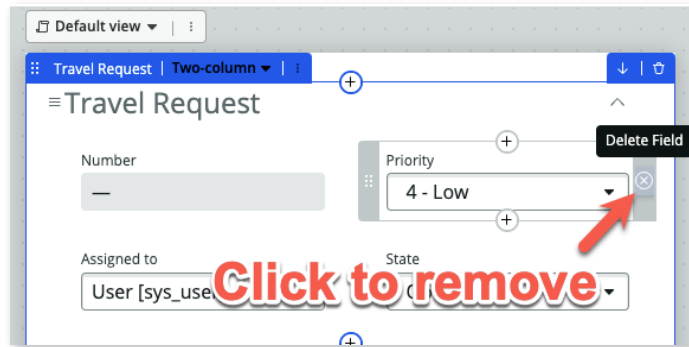 Default view
Travel Request | Two-column
Travel Request
Delete Field
Number
Priority
—
4 - Low
Assigned to
State
User [sys_use
Click to remove